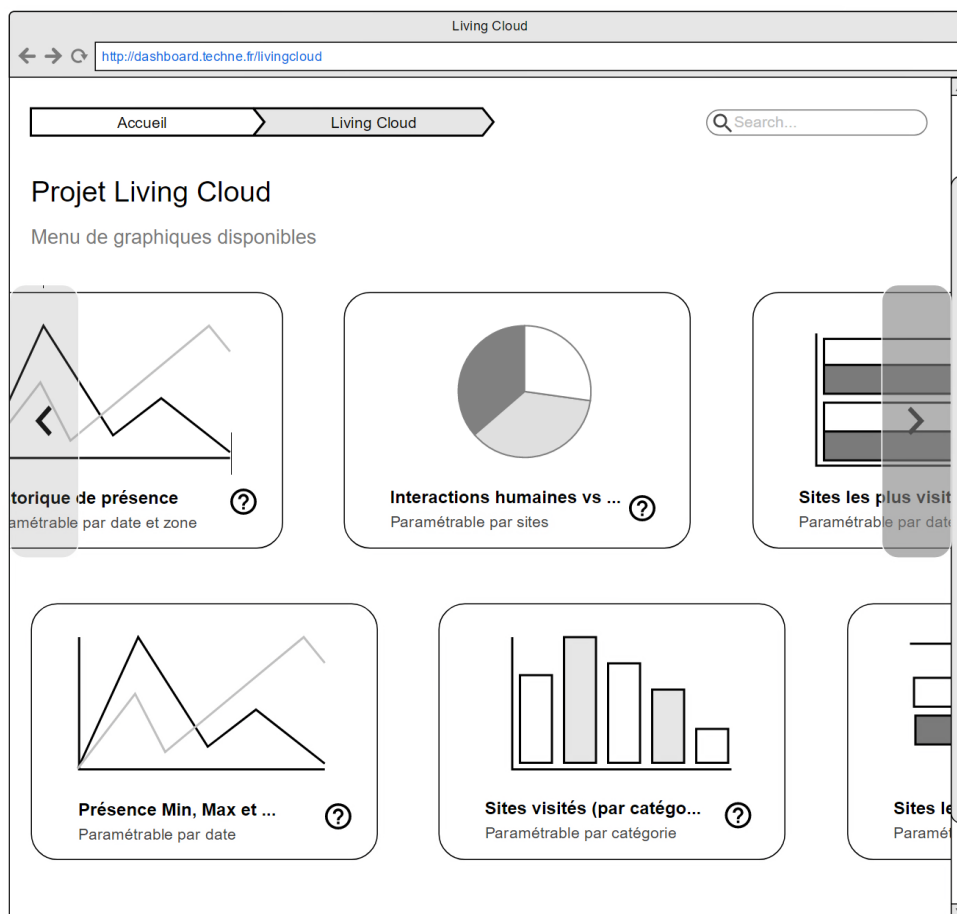 Living Cloud
http://dashboard.techne.fr/livingcloud
Accueil
Living Cloud
Search...
Projet Living Cloud
Menu de graphiques disponibles
torique de présence
amétrable par date et zone
Interactions humaines vs ...
Paramétrable par sites
Sites les plus visit
Paramétrable par date
Présence Min, Max et ...
Paramétrable par date
Sites visités (par catégo...
Paramétrable par catégorie
Sites le
Paramét